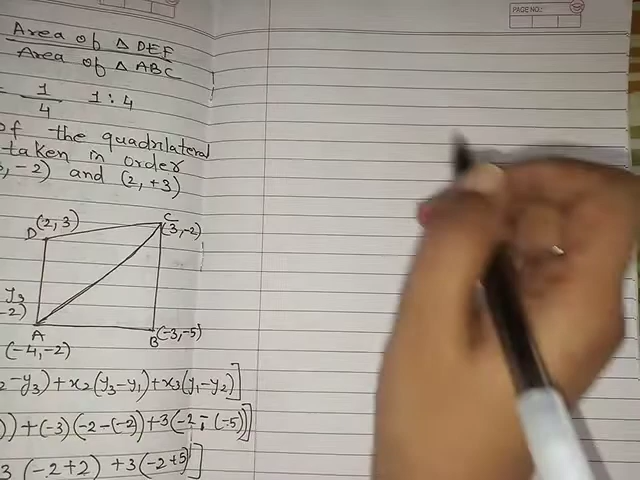 PAGE NO.:
Area of Δ DEF
Area of Δ ABC
= 1/4 1:4
of the quadrilateral
taken in order
, -2) and (2, +3)
D (2, 3)
C (3, -2)
y3
-2)
A
(-4, -2)
B (-3, -5)
2-y3) + x2(y3-y1) + x3(y1-y2)]
)) + (-3)(-2-(-2)) + 3(-2-(-5))]
3 (-2+2) + 3(-2+5)]